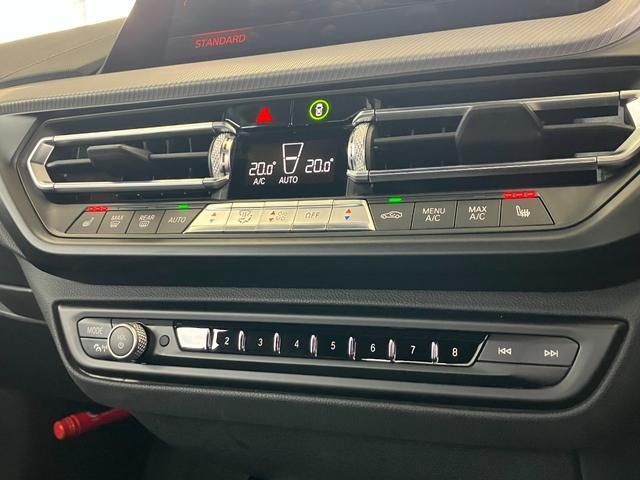 STANDARD
20.0 20.0
A/C AUTO
MAX REAR AUTO OFF MENU A/C MAX A/C
MODE VOL 2 3 4 5 6 7 8